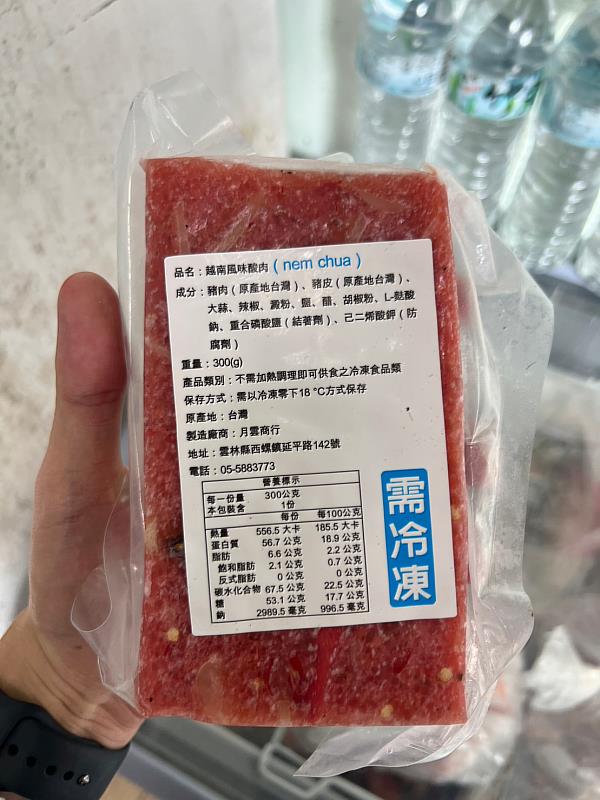 品名：越南風味酸肉(nem chua)
成分：豬肉(原產地台灣)、豬皮(原產地台灣)、
大蒜、辣椒、澱粉、鹽、醋、胡椒粉、L-麩酸
鈉、重合磷酸鹽(結著劑)、己二烯酸鉀(防
腐劑)
重量：300(g)
產品類別：不需加熱調理即可供食之冷凍食品類
保存方式：需以冷凍零下18 °C方式保存
原產地：台灣
製造廠商：月雲商行
地址：雲林縣西螺鎮延平路142號
電話：05-5883773
營養標示
每一份量 300公克
本包裝含 1份
每份 每100公克
熱量 556.5 大卡 185.5 大卡
蛋白質 56.7 公克 18.9 公克
脂肪 6.6 公克 2.2 公克
飽和脂肪 2.1 公克 0.7 公克
反式脂肪 0 公克 0 公克
碳水化合物 67.5 公克 22.5 公克
糖 53.1 公克 17.7 公克
鈉 2989.5 毫克 996.5 毫克
需冷凍